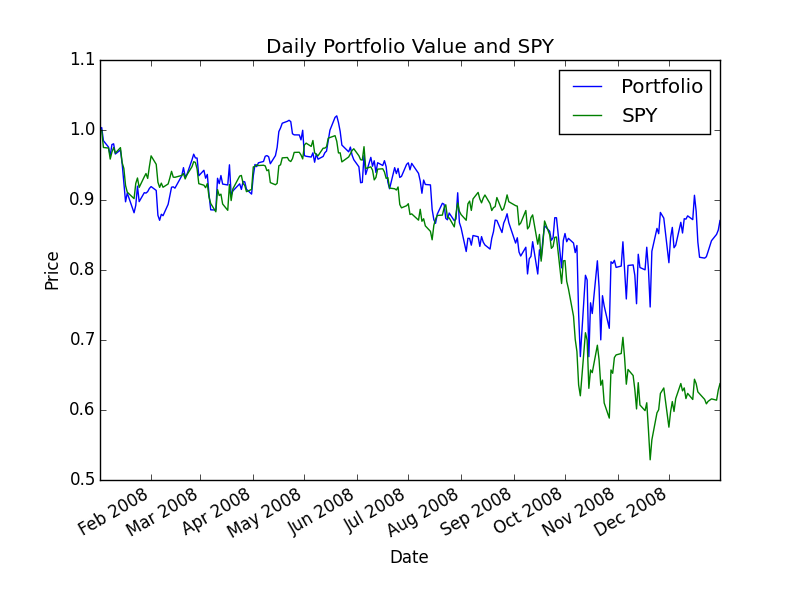 Daily Portfolio Value and SPY
Portfolio
SPY
1.1
1.0
0.9
0.8
0.7
0.6
0.5
Price
Feb 2008
Mar 2008
Apr 2008
May 2008
Jun 2008
Jul 2008
Aug 2008
Sep 2008
Oct 2008
Nov 2008
Dec 2008
Date